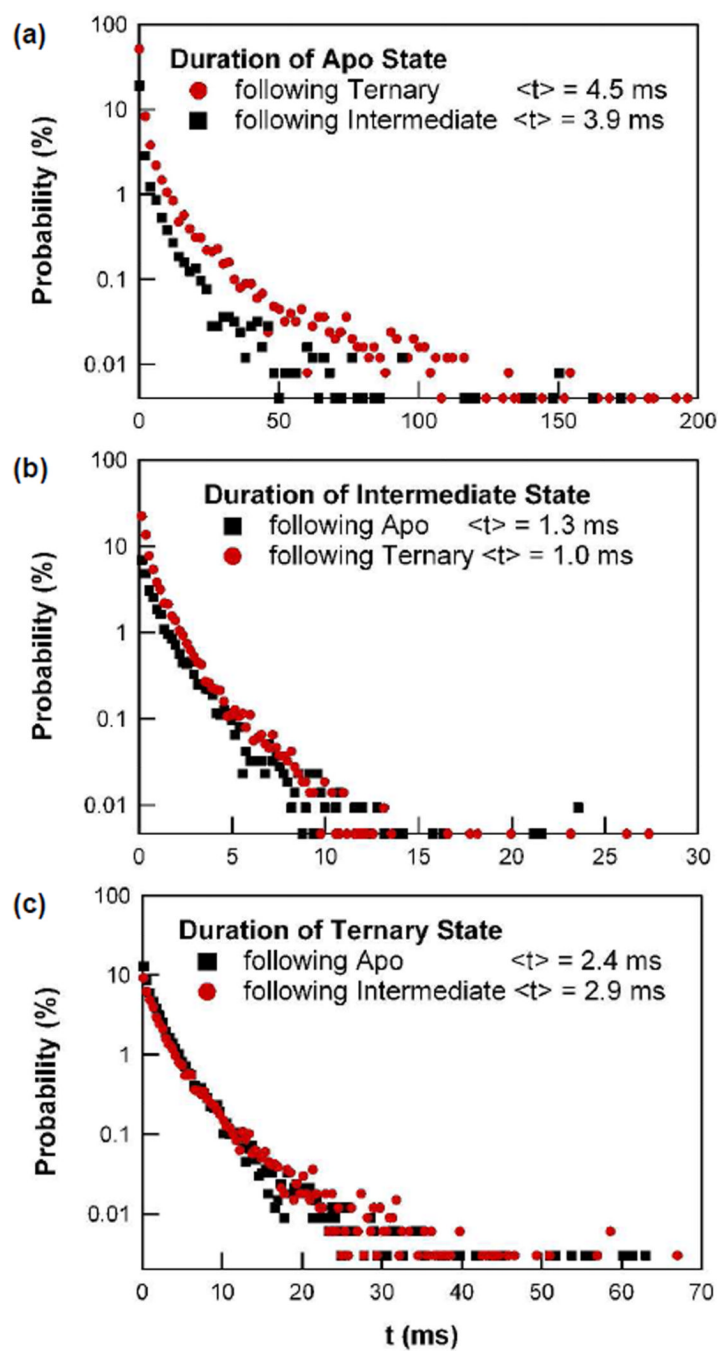 (a)
100
10
1
0.1
0.01
Probability (%)
Duration of Apo State
following Ternary <t> = 4.5 ms
following Intermediate <t> = 3.9 ms
0 50 100 150 200
(b)
100
10
1
0.1
0.01
Probability (%)
Duration of Intermediate State
following Apo <t> = 1.3 ms
following Ternary <t> = 1.0 ms
0 5 10 15 20 25 30
(c)
100
10
1
0.1
0.01
Probability (%)
Duration of Ternary State
following Apo <t> = 2.4 ms
following Intermediate <t> = 2.9 ms
0 10 20 30 40 50 60 70
t (ms)